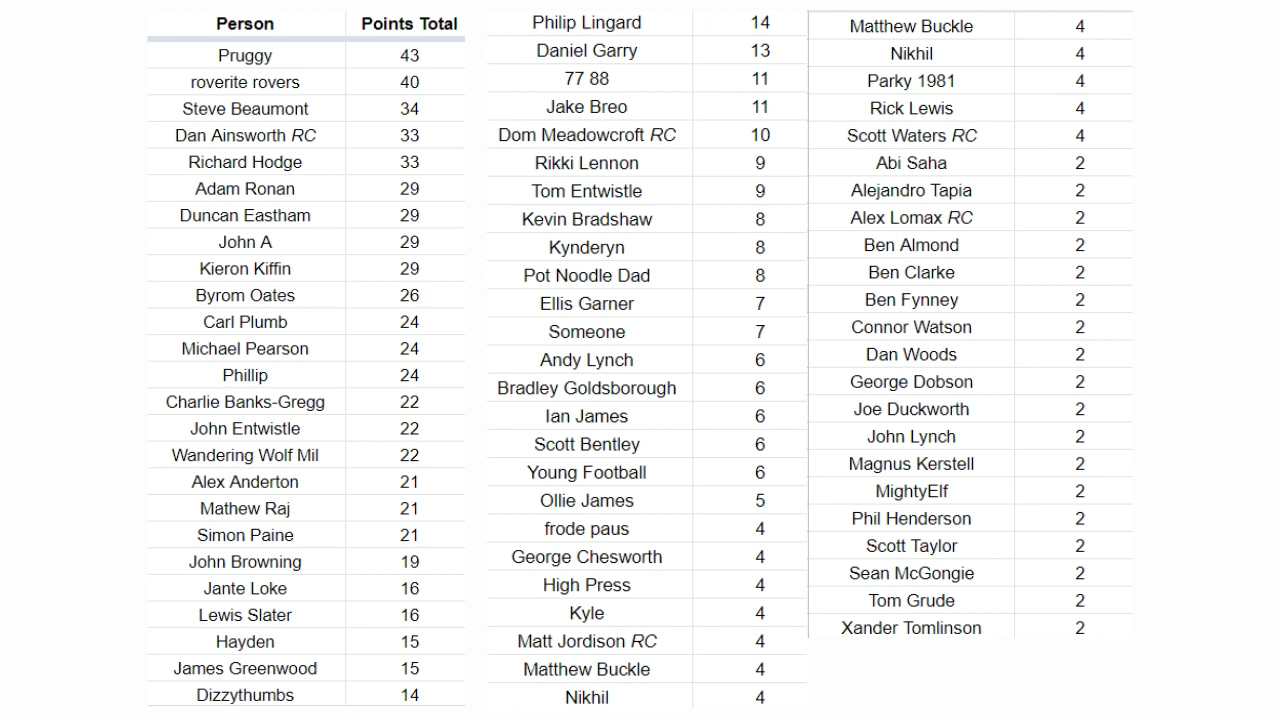 Person Points Total
Pruggy 43
roverite rovers 40
Steve Beaumont 34
Dan Ainsworth RC 33
Richard Hodge 33
Adam Ronan 29
Duncan Eastham 29
John A 29
Kieron Kiffin 29
Byrom Oates 26
Carl Plumb 24
Michael Pearson 24
Phillip 24
Charlie Banks-Gregg 22
John Entwistle 22
Wandering Wolf Mil 22
Alex Anderton 21
Mathew Raj 21
Simon Paine 21
John Browning 19
Jante Loke 16
Lewis Slater 16
Hayden 15
James Greenwood 15
Dizzythumbs 14
Philip Lingard 14
Daniel Garry 13
77 88 11
Jake Breo 11
Dom Meadowcroft RC 10
Rikki Lennon 9
Tom Entwistle 9
Kevin Bradshaw 8
Kynderyn 8
Pot Noodle Dad 8
Ellis Garner 7
Someone 7
Andy Lynch 6
Bradley Goldsborough 6
Ian James 6
Scott Bentley 6
Young Football 6
Ollie James 5
frode paus 4
George Chesworth 4
High Press 4
Kyle 4
Matt Jordison RC 4
Matthew Buckle 4
Nikhil 4
Matthew Buckle 4
Nikhil 4
Parky 1981 4
Rick Lewis 4
Scott Waters RC 4
Abi Saha 2
Alejandro Tapia 2
Alex Lomax RC 2
Ben Almond 2
Ben Clarke 2
Ben Fynney 2
Connor Watson 2
Dan Woods 2
George Dobson 2
Joe Duckworth 2
John Lynch 2
Magnus Kerstell 2
MightyElf 2
Phil Henderson 2
Scott Taylor 2
Sean McGongie 2
Tom Grude 2
Xander Tomlinson 2